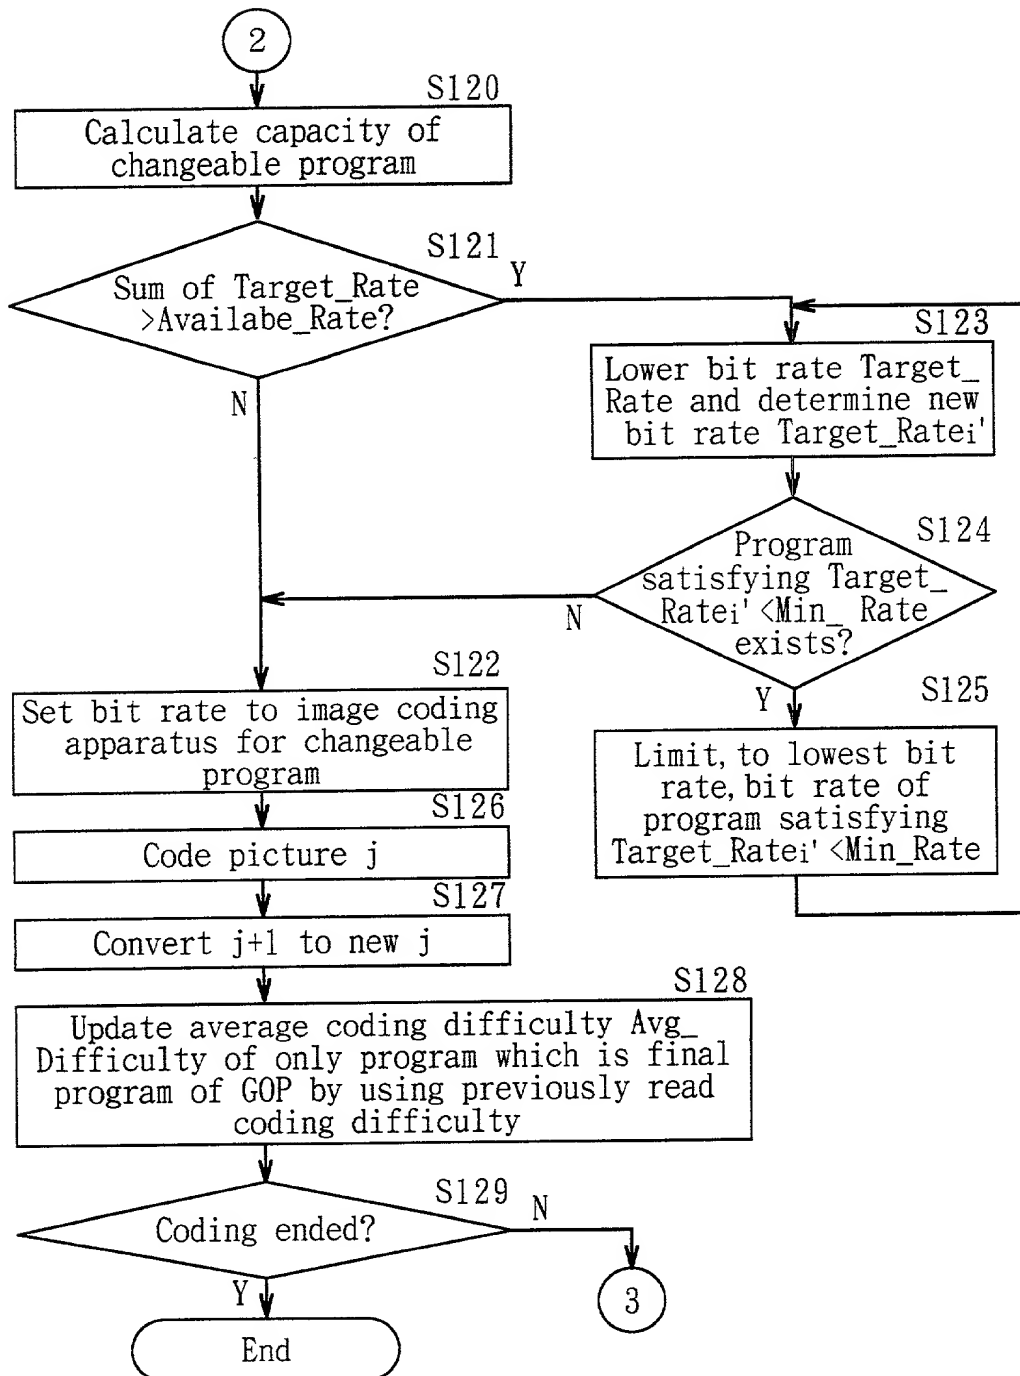 2
S120
Calculate capacity of
changeable program
S121
Sum of Target_Rate
>Availabe_Rate?
Y
N
S123
Lower bit rate Target_
Rate and determine new
bit rate Target_Ratei'
S124
Program
satisfying Target_
Ratei' <Min_ Rate
exists?
N
Y
S125
Limit, to lowest bit
rate, bit rate of
program satisfying
Target_Ratei' <Min_Rate
S122
Set bit rate to image coding
apparatus for changeable
program
S126
Code picture j
S127
Convert j+1 to new j
S128
Update average coding difficulty Avg_
Difficulty of only program which is final
program of GOP by using previously read
coding difficulty
S129
Coding ended?
N
Y
3
End